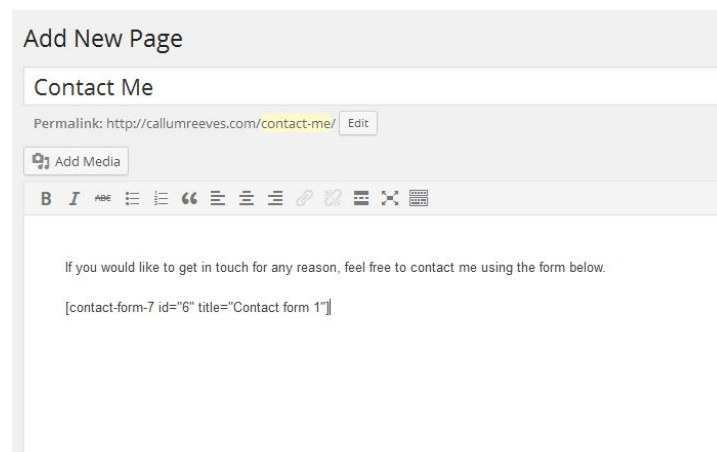 Add New Page
Contact Me
Permalink: http://callumreeves.com/contact-me/ Edit
Add Media
B I ABC
If you would like to get in touch for any reason, feel free to contact me using the form below.
[contact-form-7 id="6" title="Contact form 1"]